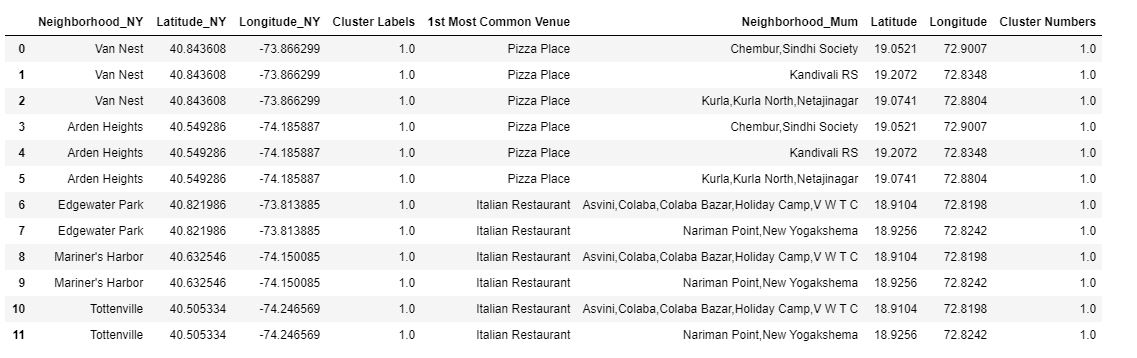 Neighborhood_NY Latitude_NY Longitude_NY Cluster Labels 1st Most Common Venue Neighborhood_Mum Latitude Longitude Cluster Numbers
0 Van Nest 40.843608 -73.866299 1.0 Pizza Place Chembur,Sindhi Society 19.0521 72.9007 1.0
1 Van Nest 40.843608 -73.866299 1.0 Pizza Place Kandivali RS 19.2072 72.8348 1.0
2 Van Nest 40.843608 -73.866299 1.0 Pizza Place Kurla,Kurla North,Netajinagar 19.0741 72.8804 1.0
3 Arden Heights 40.549286 -74.185887 1.0 Pizza Place Chembur,Sindhi Society 19.0521 72.9007 1.0
4 Arden Heights 40.549286 -74.185887 1.0 Pizza Place Kandivali RS 19.2072 72.8348 1.0
5 Arden Heights 40.549286 -74.185887 1.0 Pizza Place Kurla,Kurla North,Netajinagar 19.0741 72.8804 1.0
6 Edgewater Park 40.821986 -73.813885 1.0 Italian Restaurant Asvini,Colaba,Colaba Bazar,Holiday Camp,V W T C 18.9104 72.8198 1.0
7 Edgewater Park 40.821986 -73.813885 1.0 Italian Restaurant Nariman Point,New Yogakshema 18.9256 72.8242 1.0
8 Mariner's Harbor 40.632546 -74.150085 1.0 Italian Restaurant Asvini,Colaba,Colaba Bazar,Holiday Camp,V W T C 18.9104 72.8198 1.0
9 Mariner's Harbor 40.632546 -74.150085 1.0 Italian Restaurant Nariman Point,New Yogakshema 18.9256 72.8242 1.0
10 Tottenville 40.505334 -74.246569 1.0 Italian Restaurant Asvini,Colaba,Colaba Bazar,Holiday Camp,V W T C 18.9104 72.8198 1.0
11 Tottenville 40.505334 -74.246569 1.0 Italian Restaurant Nariman Point,New Yogakshema 18.9256 72.8242 1.0